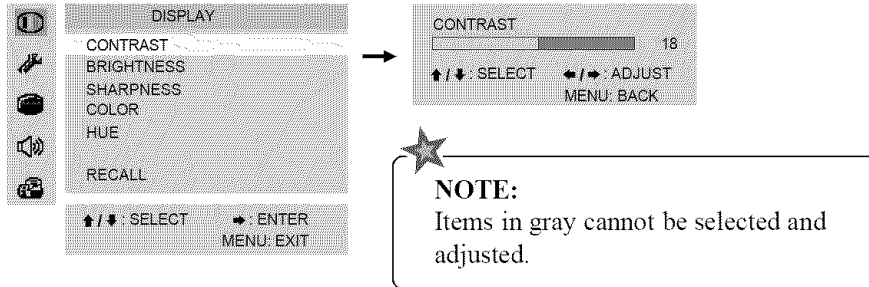 DISPLAY
CONTRAST
BRIGHTNESS
SHARPNESS
COLOR
HUE
RECALL
⬆ / ⬇ : SELECT ➡ : ENTER
MENU: EXIT
CONTRAST
18
⬆ / ⬇ : SELECT ⬅ / ➡ : ADJUST
MENU: BACK
NOTE:
Items in gray cannot be selected and
adjusted.